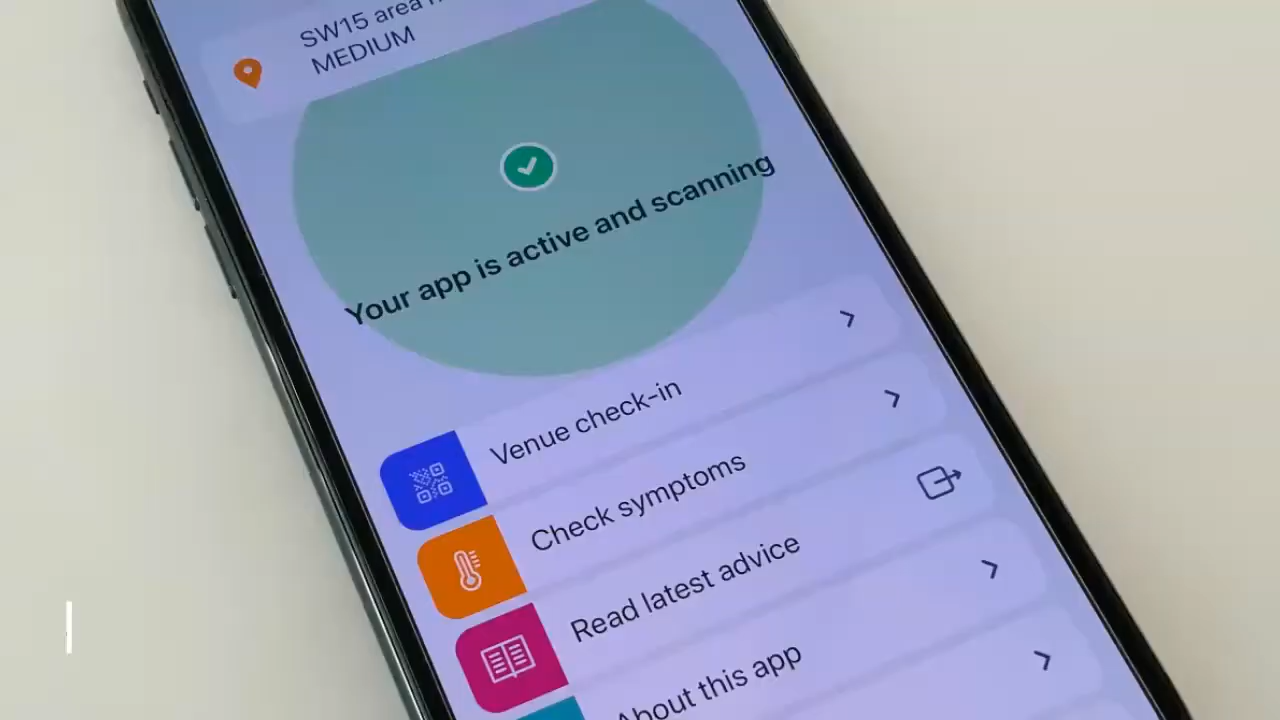 SW15 area
MEDIUM
Your app is active and scanning
Venue check-in
Check symptoms
Read latest advice
About this app